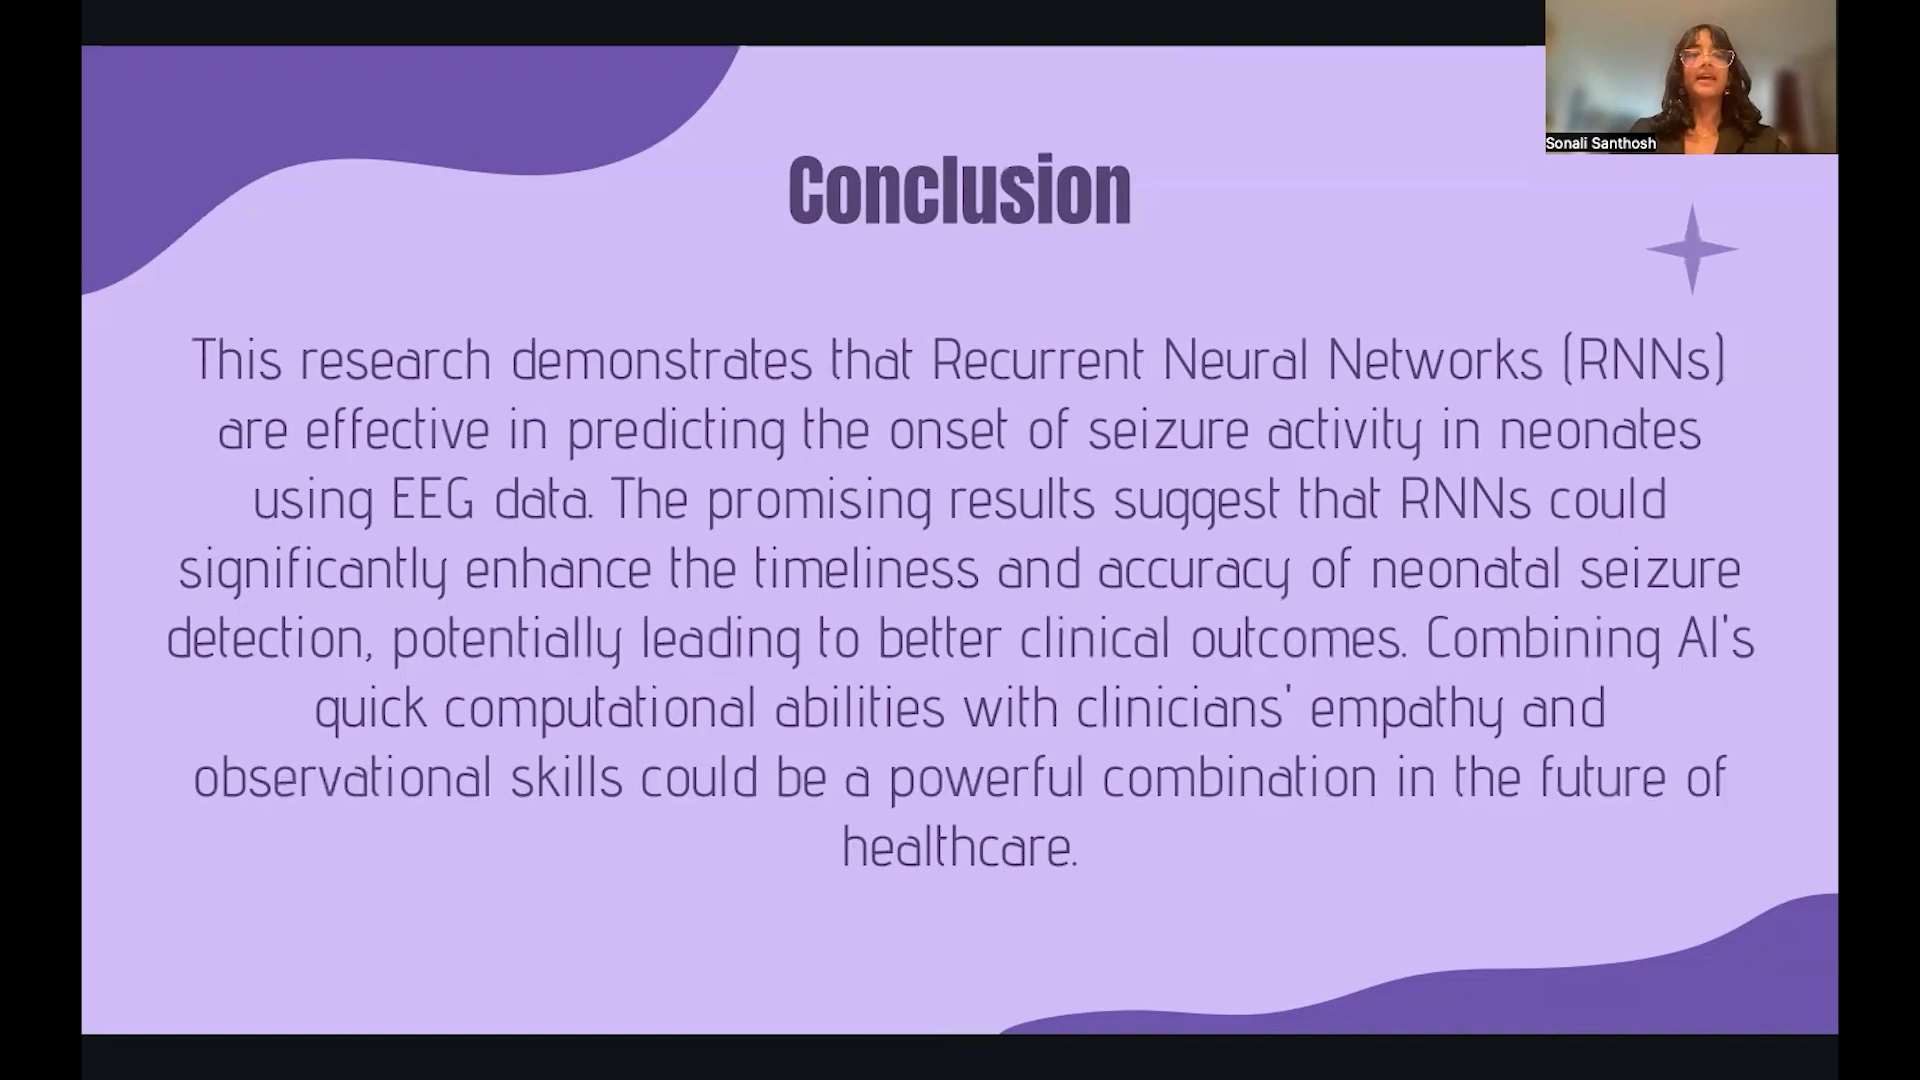 Sonali Santhosh
Conclusion
This research demonstrates that Recurrent Neural Networks (RNNs)
are effective in predicting the onset of seizure activity in neonates
using EEG data. The promising results suggest that RNNs could
significantly enhance the timeliness and accuracy of neonatal seizure
detection, potentially leading to better clinical outcomes. Combining AI's
quick computational abilities with clinicians' empathy and
observational skills could be a powerful combination in the future of
healthcare.